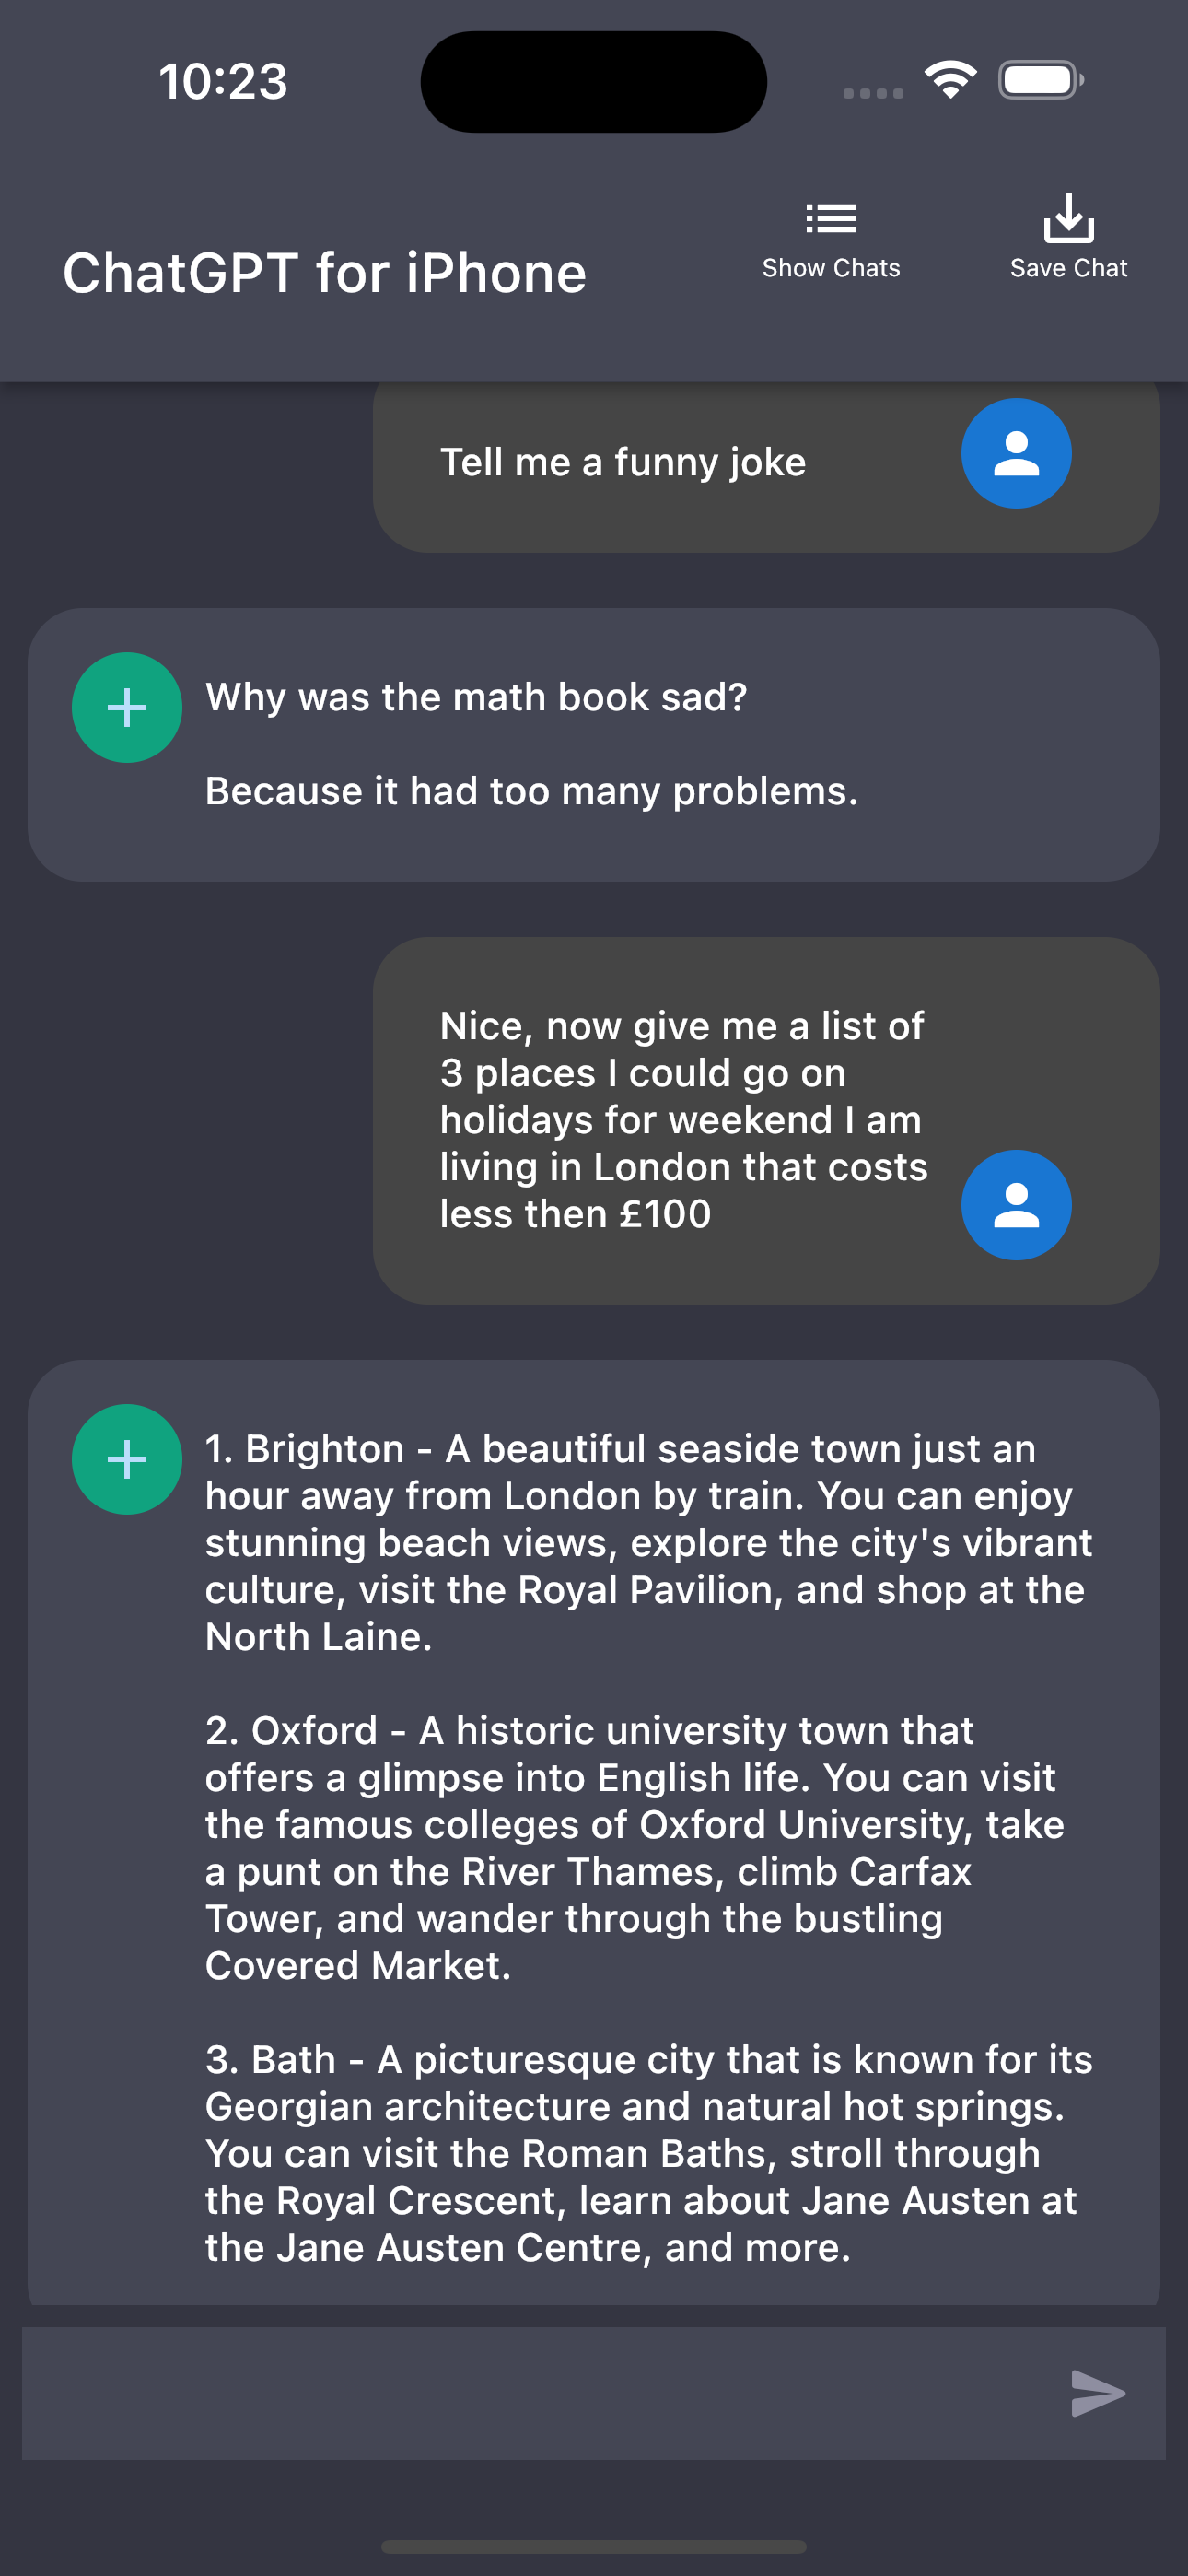 10:23
ChatGPT for iPhone
Show Chats
Save Chat
Tell me a funny joke
Why was the math book sad?
Because it had too many problems.
Nice, now give me a list of
3 places I could go on
holidays for weekend I am
living in London that costs
less then £100
1. Brighton - A beautiful seaside town just an
hour away from London by train. You can enjoy
stunning beach views, explore the city's vibrant
culture, visit the Royal Pavilion, and shop at the
North Laine.
2. Oxford - A historic university town that
offers a glimpse into English life. You can visit
the famous colleges of Oxford University, take
a punt on the River Thames, climb Carfax
Tower, and wander through the bustling
Covered Market.
3. Bath - A picturesque city that is known for its
Georgian architecture and natural hot springs.
You can visit the Roman Baths, stroll through
the Royal Crescent, learn about Jane Austen at
the Jane Austen Centre, and more.